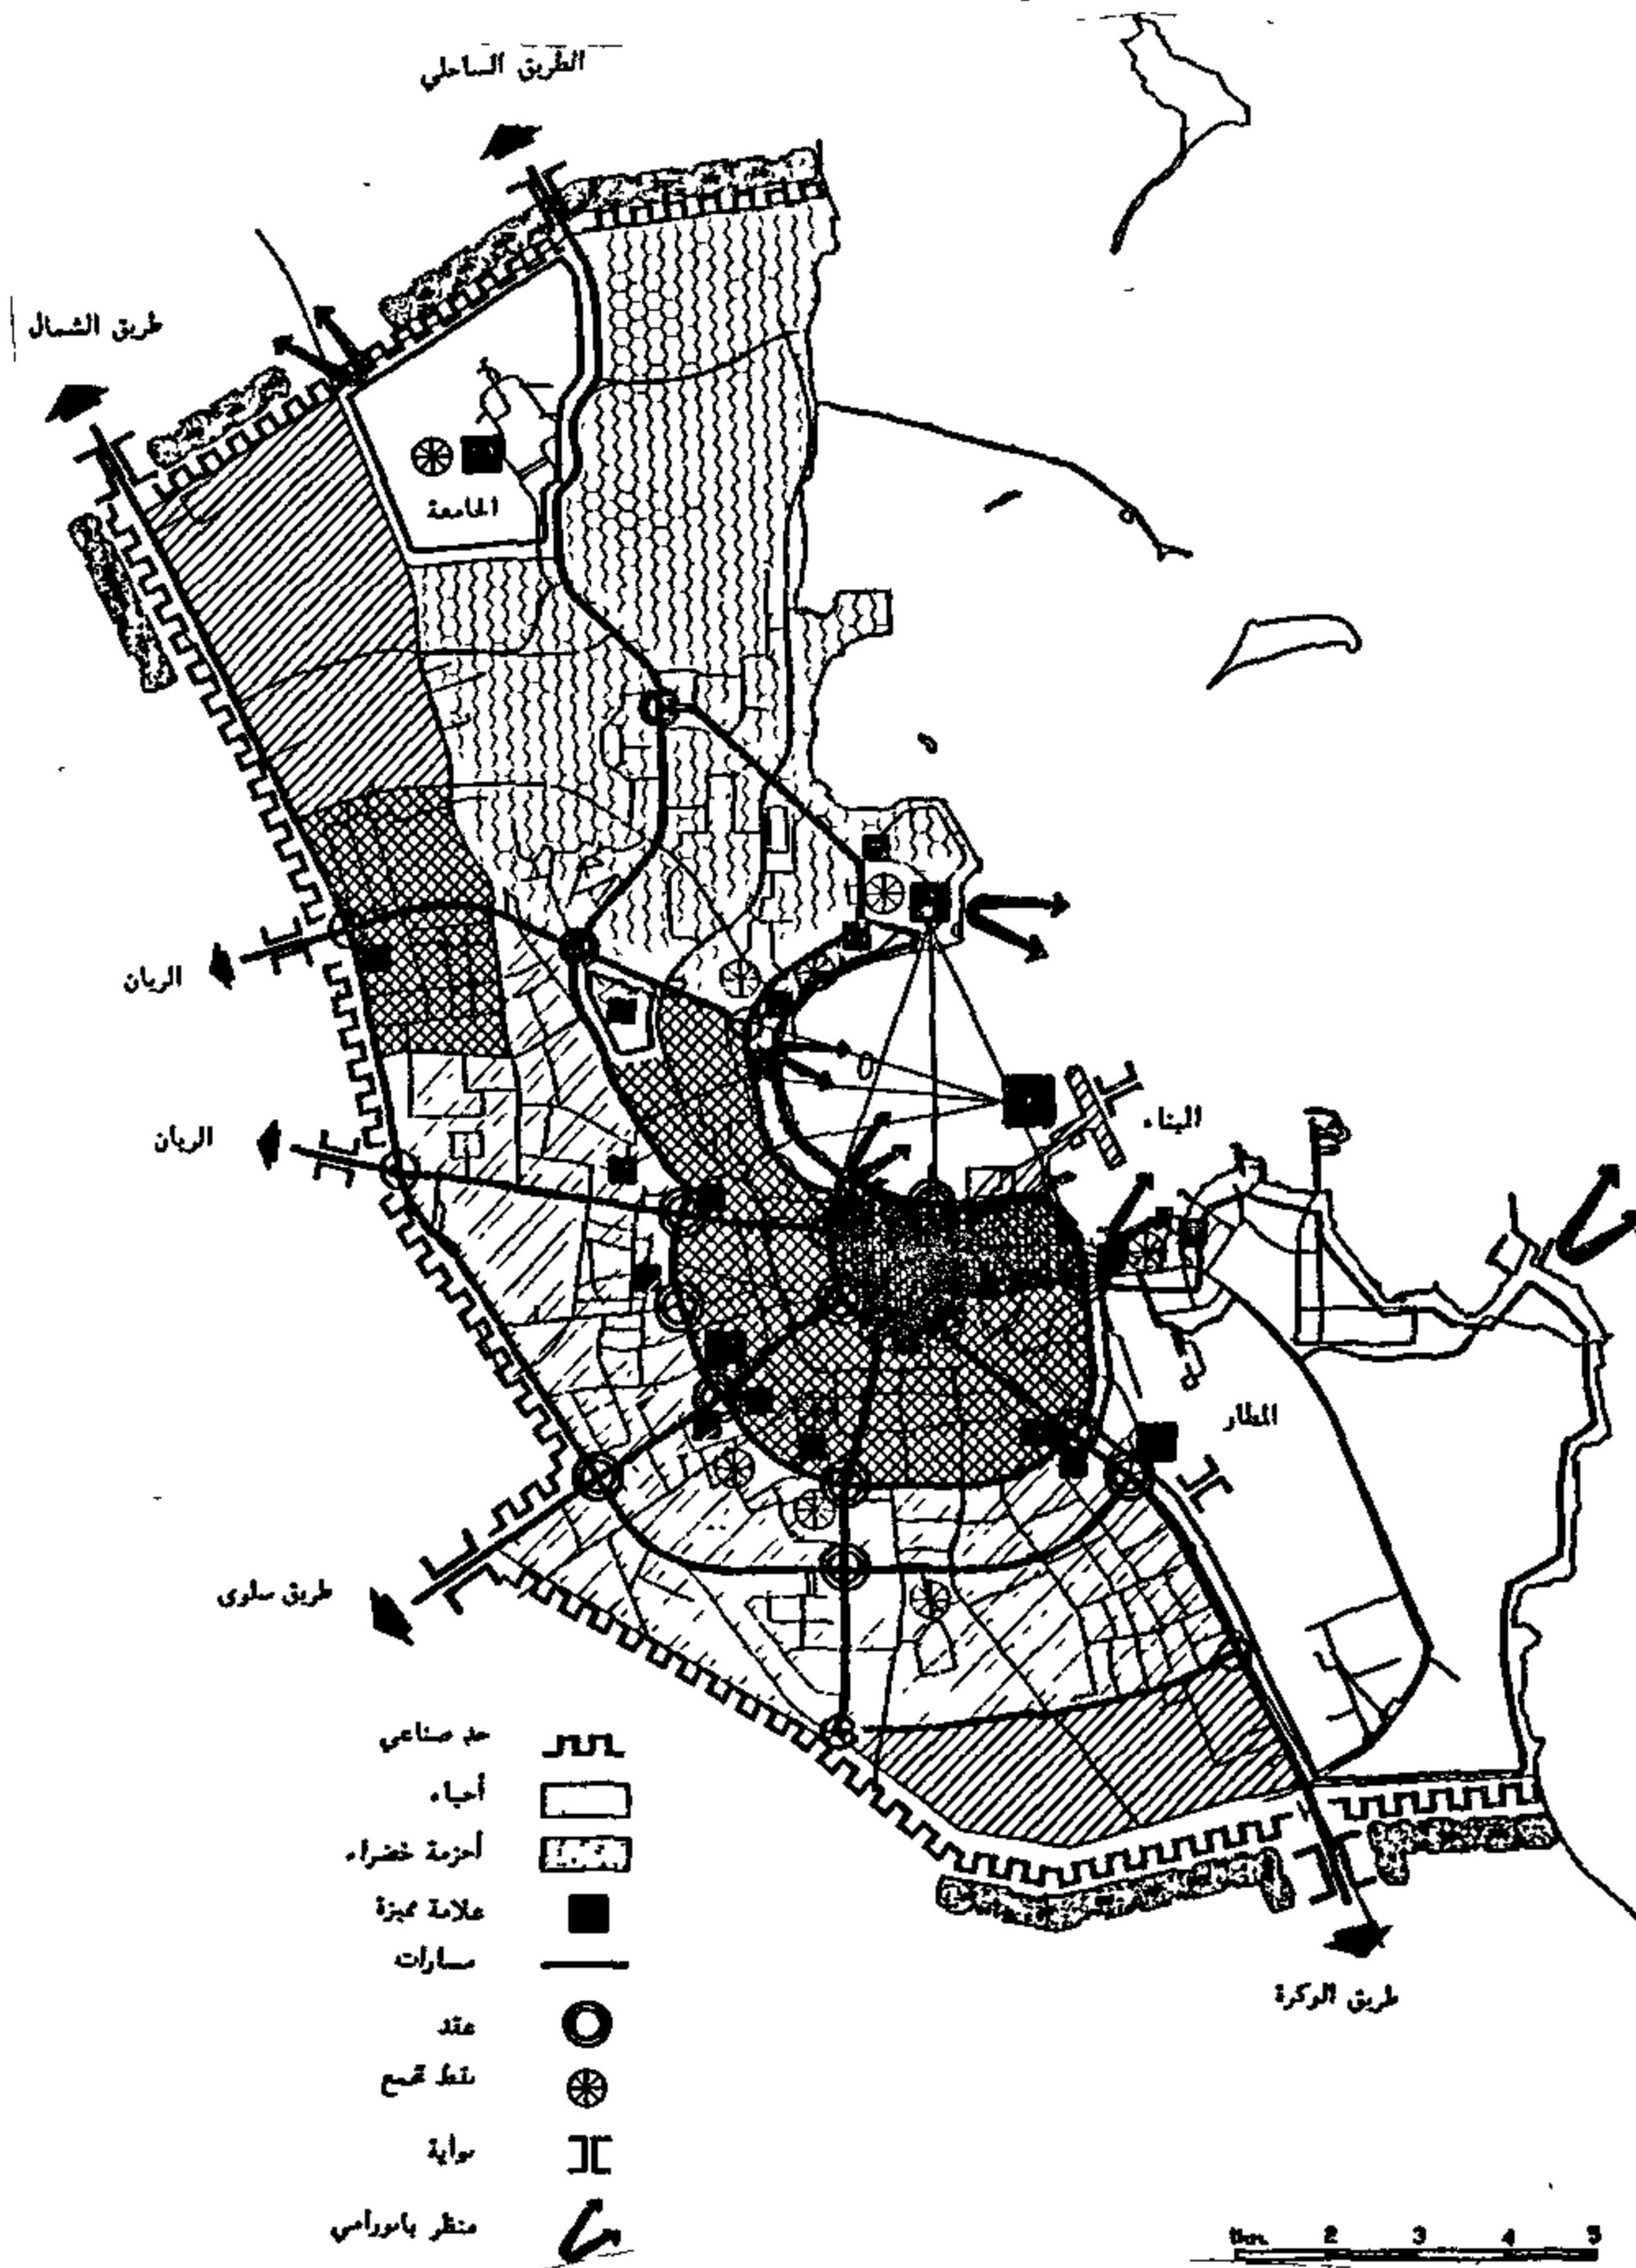 الطريق الساحلي
طريق الشمال
الجامعة
الريان
الريان
الميناء
المطار
طريق سلوى
حد صناعي
أحياء
أحزمة خضراء
علامة مميزة
مسارات
عقد
نقط تجمع
بوابة
منظر بانورامي
طريق الوكرة
1km. 2 3 4 5